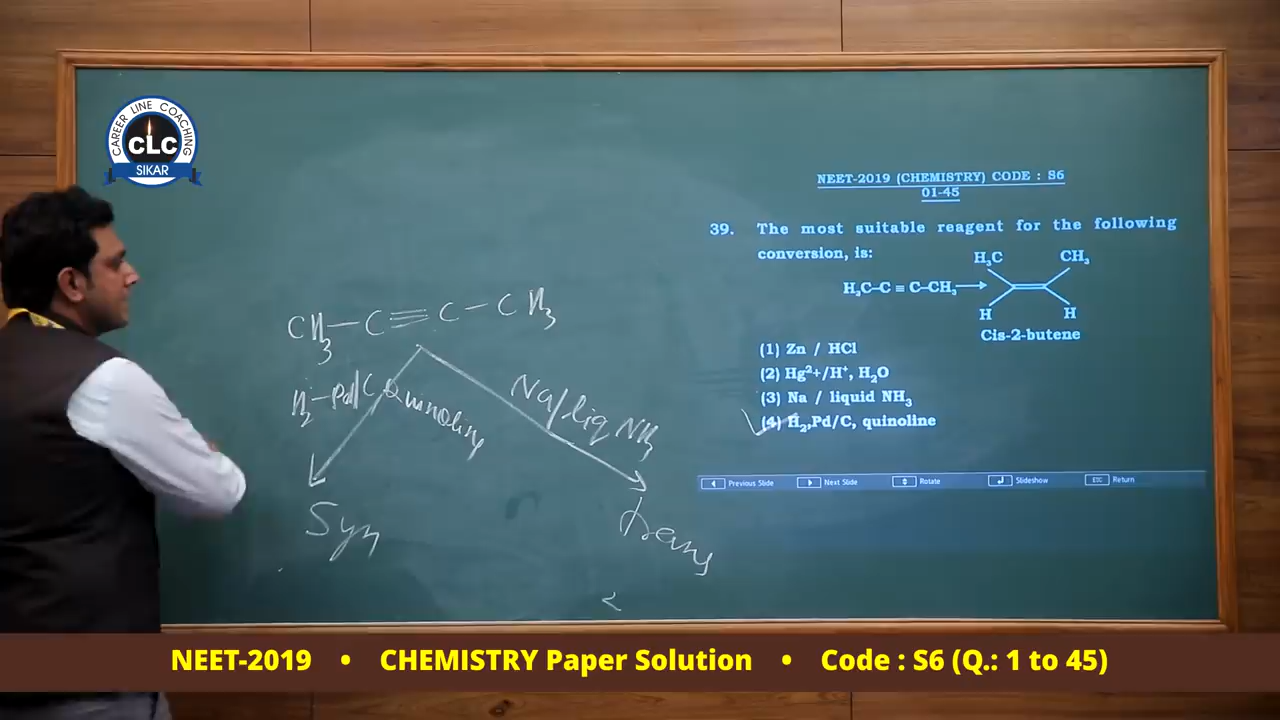 CAREER LINE COACHING
CLC
SIKAR
NEET-2019 (CHEMISTRY) CODE : S6
01-45
39. The most suitable reagent for the following
conversion, is:
H₃C–C ≡ C–CH₃
H₃C CH₃
H H
Cis-2-butene
(1) Zn / HCl
(2) Hg²⁺/H⁺, H₂O
(3) Na / liquid NH₃
(4) H₂,Pd/C, quinoline
Previous Slide Next Slide Rotate Slideshow ESC Return
CH₃–C≡C–CH₃
H₂–Pd/C Quinoline
Na/liq NH₃
Syn
trans
<
NEET-2019 • CHEMISTRY Paper Solution • Code : S6 (Q.: 1 to 45)